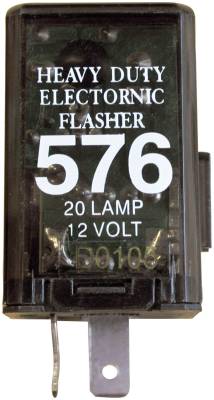 HEAVY DUTY
ELECTORNIC
FLASHER
576
20 LAMP
12 VOLT